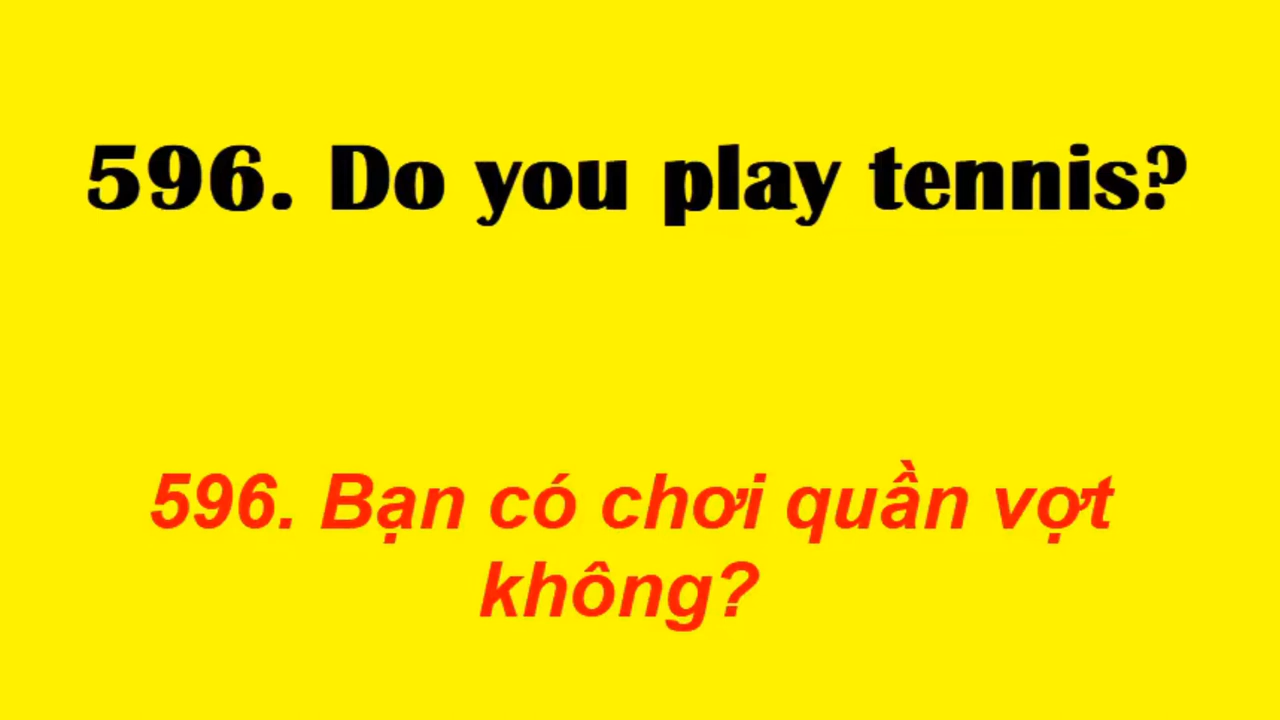 596. Do you play tennis?
596. Bạn có chơi quần vợt
không?